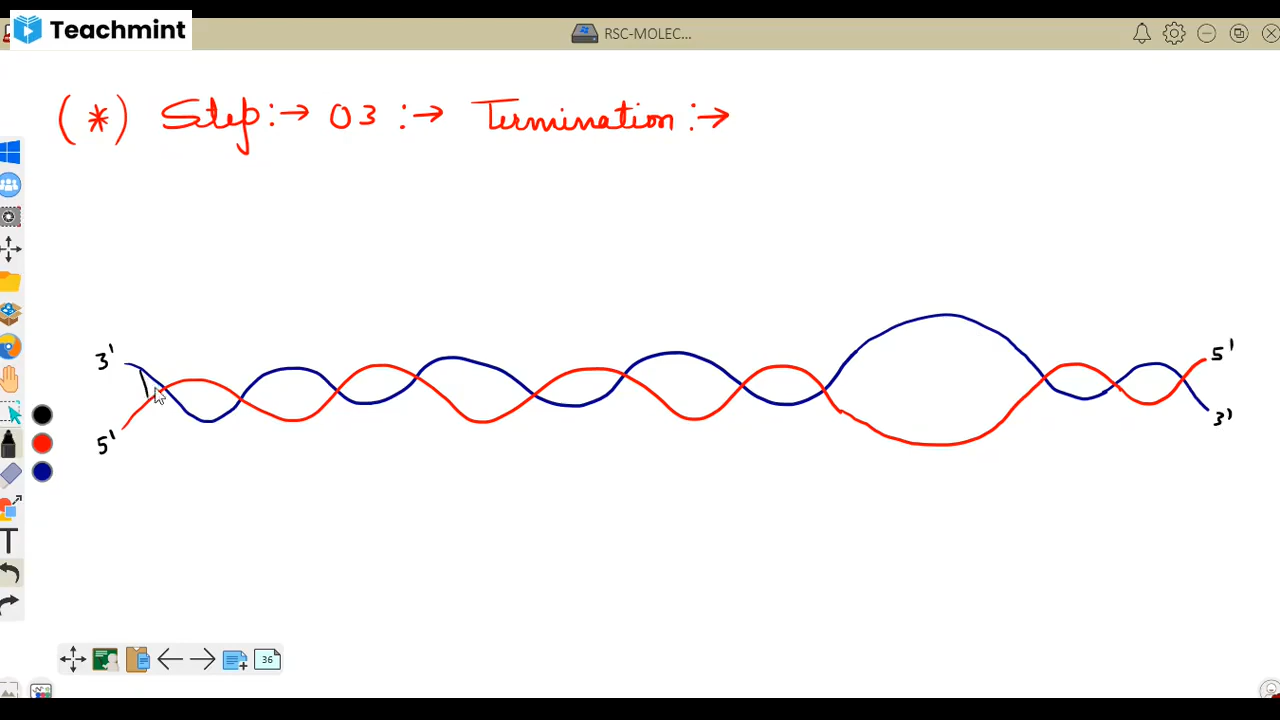 Teachmint
RSC-MOLEC...
(*) Step:→ 03 :→ Termination:→
3' 5'
5' 3'
36